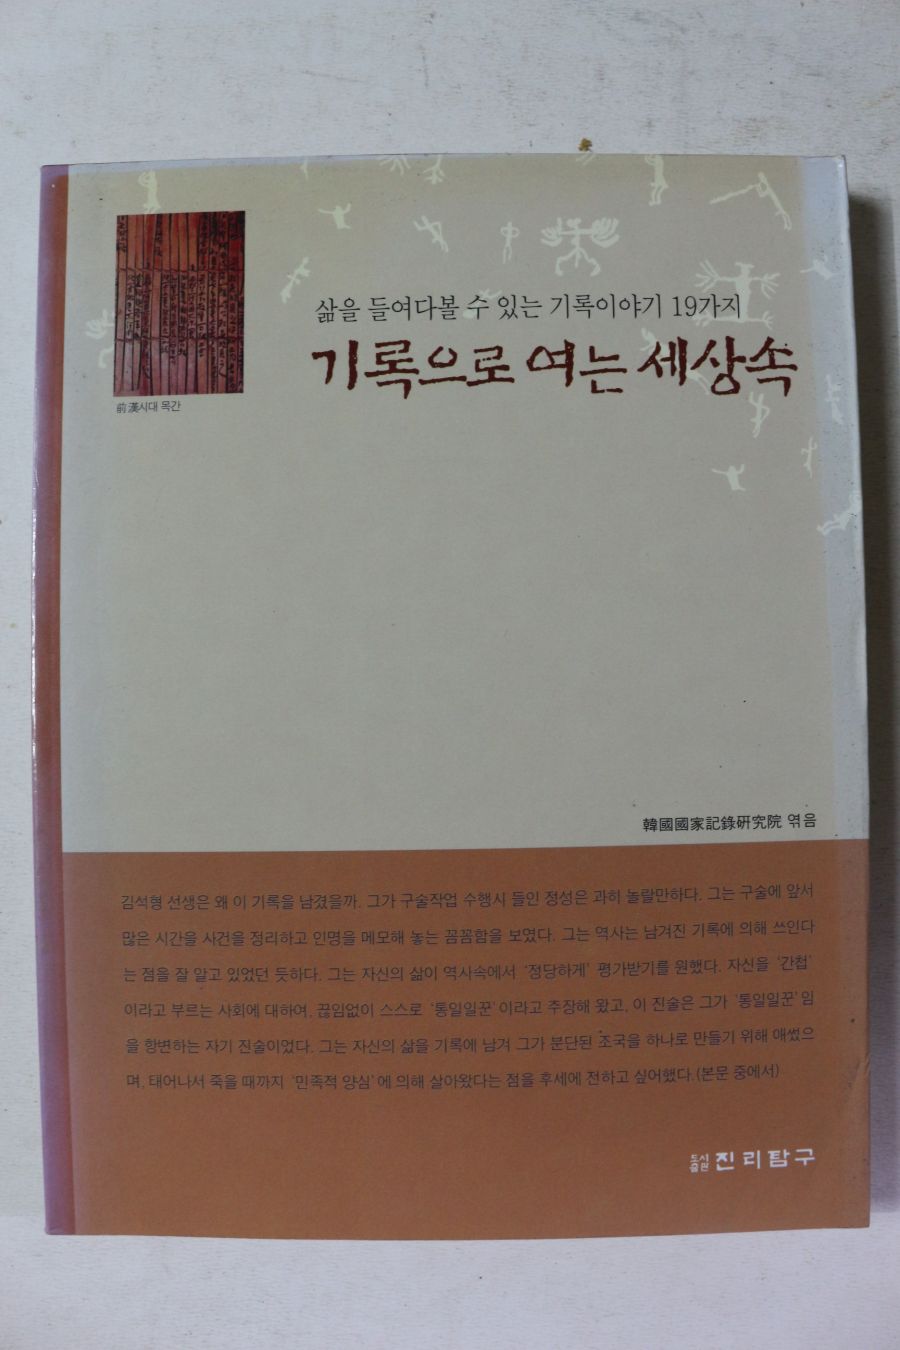 삶을 들여다볼 수 있는 기록이야기 19가지
기록으로 여는 세상속
前漢시대 목간
韓國國家記錄硏究院 엮음
김석형 선생은 왜 이 기록을 남겼을까. 그가 구술작업 수행시 들인 정성은 과히 놀랄만하다. 그는 구술에 앞서
많은 시간을 사건을 정리하고 인명을 메모해 놓는 꼼꼼함을 보였다. 그는 역사는 남겨진 기록에 의해 쓰인다
는 점을 잘 알고 있었던 듯하다. 그는 자신의 삶이 역사속에서 '정당하게' 평가받기를 원했다. 자신을 '간첩'
이라고 부르는 사회에 대하여, 끊임없이 스스로 '통일일꾼'이라고 주장해 왔고, 이 진술은 그가 '통일일꾼'임
을 항변하는 자기 진술이었다. 그는 자신의 삶을 기록에 남겨 그가 분단된 조국을 하나로 만들기 위해 애썼으
며, 태어나서 죽을 때까지 '민족적 양심'에 의해 살아왔다는 점을 후세에 전하고 싶어했다.(본문 중에서)
도서출판 진리탐구